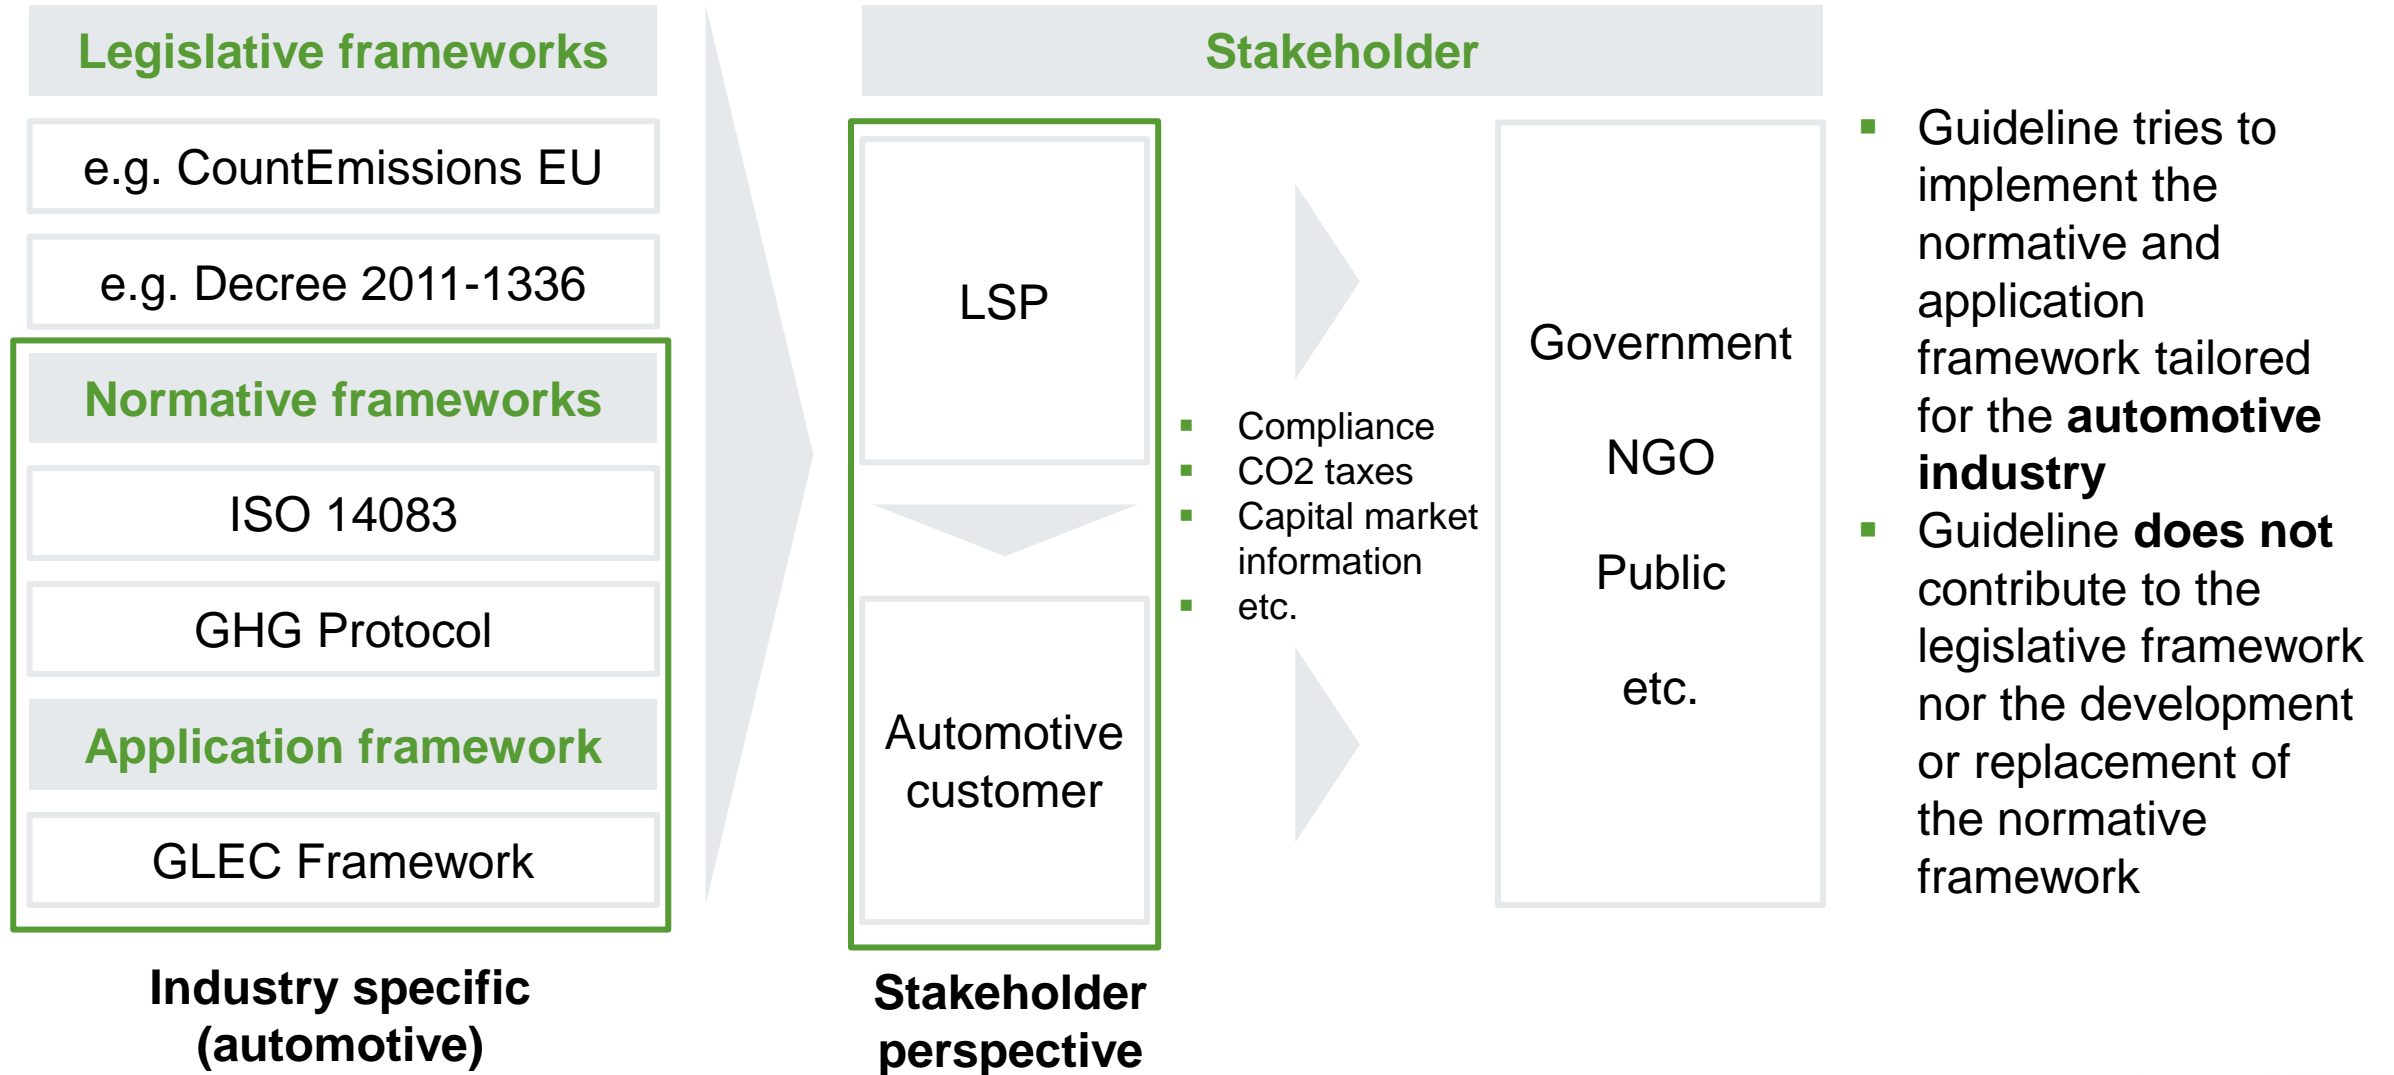 Legislative frameworks
e.g. CountEmissions EU
e.g. Decree 2011-1336
Normative frameworks
ISO 14083
GHG Protocol
Application framework
GLEC Framework
Industry specific
(automotive)
Stakeholder
LSP
Automotive
customer
Stakeholder
perspective
▪ Compliance
▪ CO2 taxes
▪ Capital market
information
▪ etc.
Government
NGO
Public
etc.
▪ Guideline tries to
implement the
normative and
application
framework tailored
for the automotive
industry
▪ Guideline does not
contribute to the
legislative framework
nor the development
or replacement of
the normative
framework